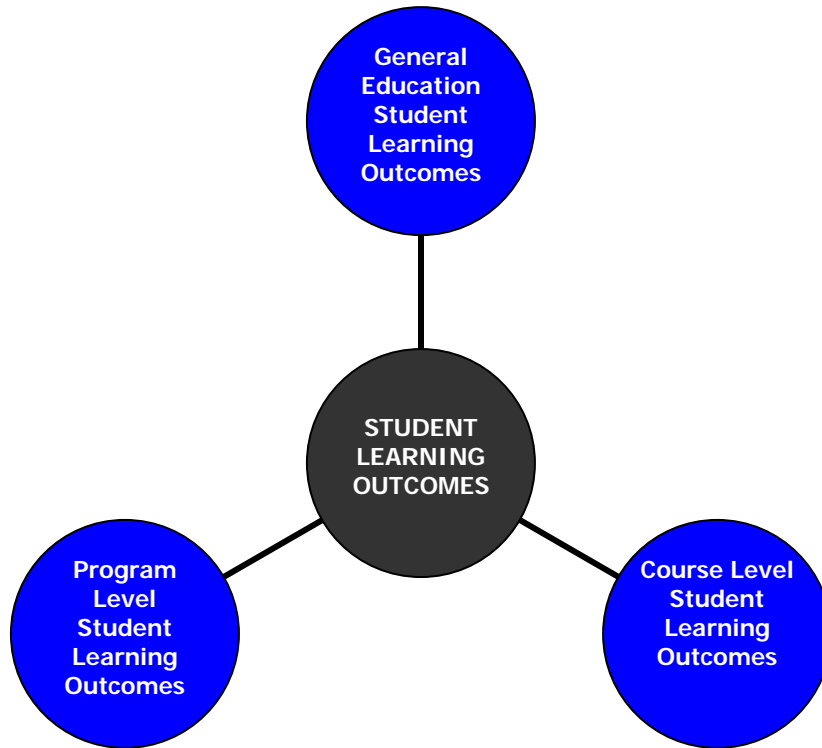 General
Education
Student
Learning
Outcomes
STUDENT
LEARNING
OUTCOMES
Program
Level
Student
Learning
Outcomes
Course Level
Student
Learning
Outcomes